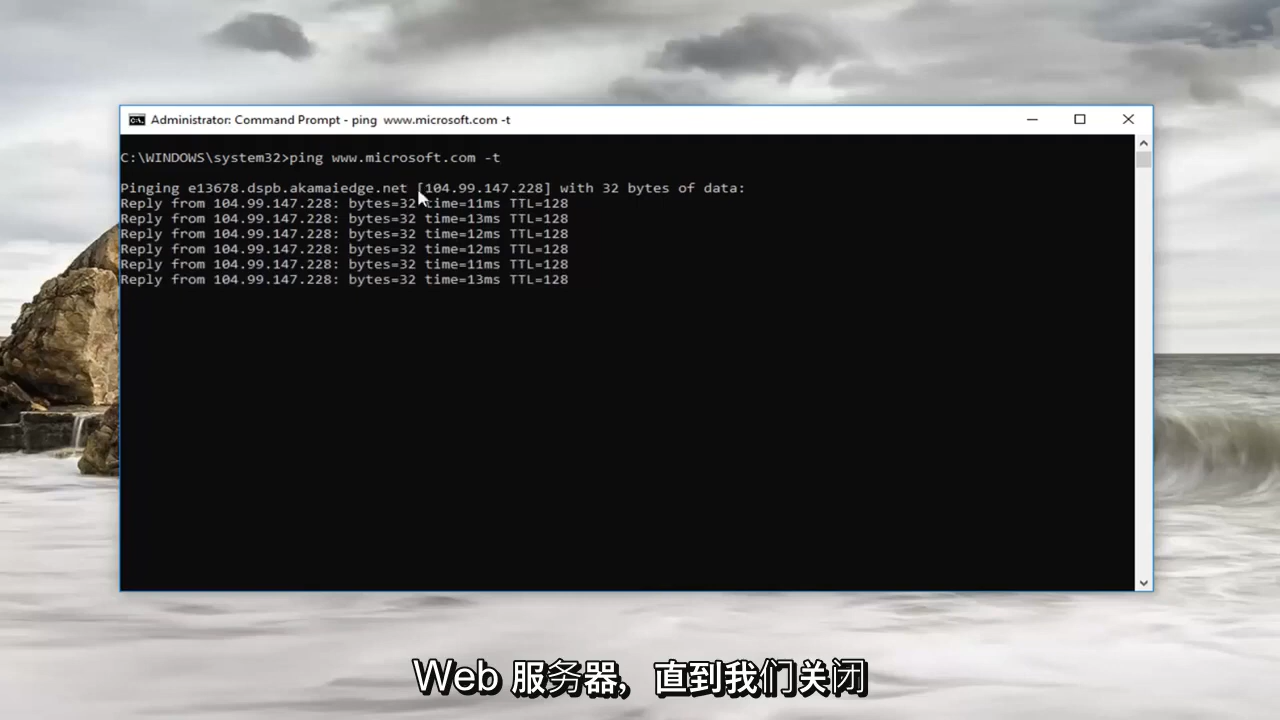 Administrator: Command Prompt - ping  www.microsoft.com -t
C:\WINDOWS\system32>ping www.microsoft.com -t
Pinging e13678.dspb.akamaiedge.net [104.99.147.228] with 32 bytes of data:
Reply from 104.99.147.228: bytes=32 time=11ms TTL=128
Reply from 104.99.147.228: bytes=32 time=13ms TTL=128
Reply from 104.99.147.228: bytes=32 time=12ms TTL=128
Reply from 104.99.147.228: bytes=32 time=12ms TTL=128
Reply from 104.99.147.228: bytes=32 time=11ms TTL=128
Reply from 104.99.147.228: bytes=32 time=13ms TTL=128
Web 服务器，直到我们关闭